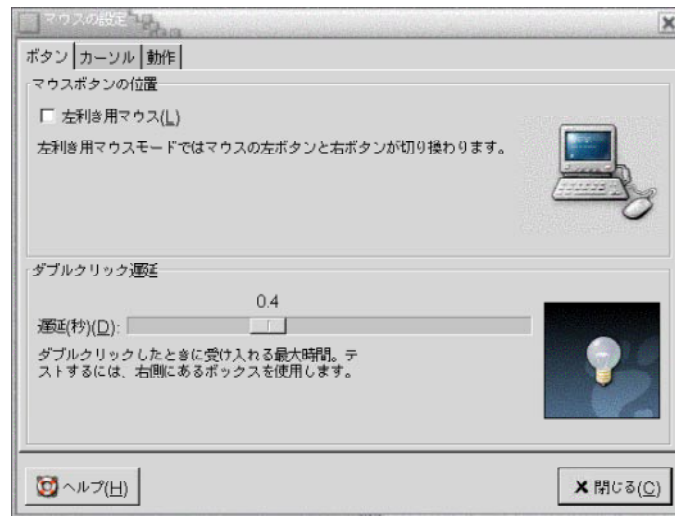 マウスの設定
ボタン カーソル 動作
マウスボタンの位置
左利き用マウス(L)
左利き用マウスモードではマウスの左ボタンと右ボタンが切り換わります。
ダブルクリック遅延
0.4
遅延(秒)(D):
ダブルクリックしたときに受け入れる最大時間。テ
ストするには、右側にあるボックスを使用します。
ヘルプ(H)
閉じる(C)